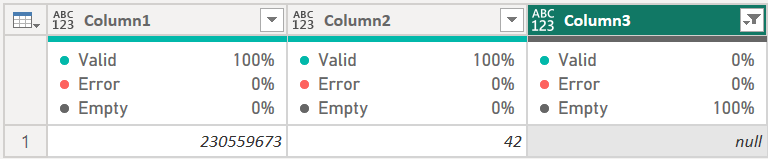 ABC 123 Column1 ABC 123 Column2 ABC 123 Column3
Valid 100% Valid 100% Valid 0%
Error 0% Error 0% Error 0%
Empty 0% Empty 0% Empty 100%
1 230559673 42 null